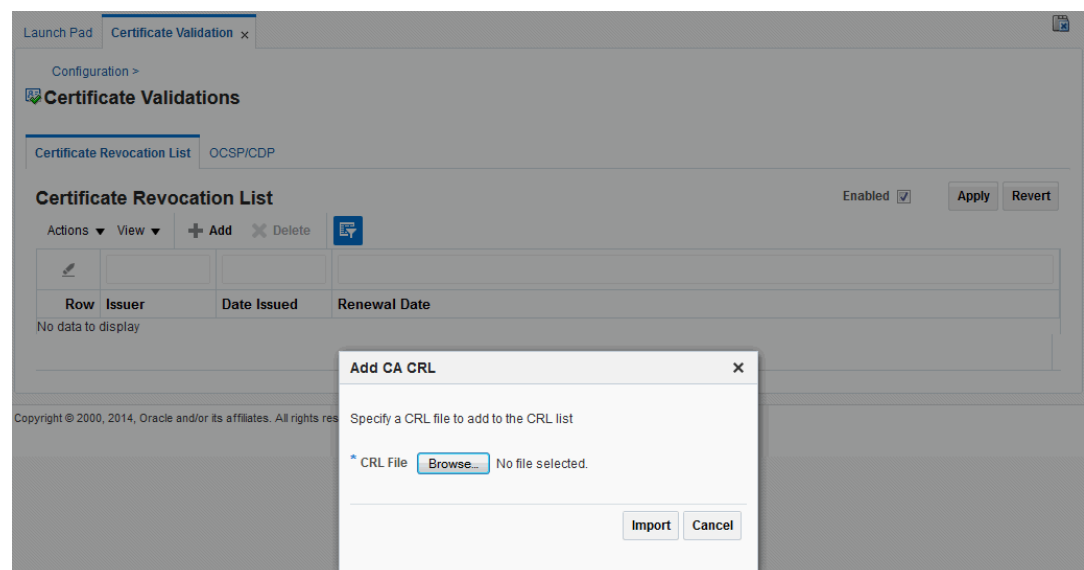 Launch Pad Certificate Validation ×
Configuration >
Certificate Validations
Certificate Revocation List OCSP/CDP
Certificate Revocation List Enabled Apply Revert
Actions ▼ View ▼ Add Delete
Row Issuer Date Issued Renewal Date
No data to display
Add CA CRL ×
Copyright © 2000, 2014, Oracle and/or its affiliates. All rights res
Specify a CRL file to add to the CRL list
* CRL File Browse... No file selected.
Import Cancel